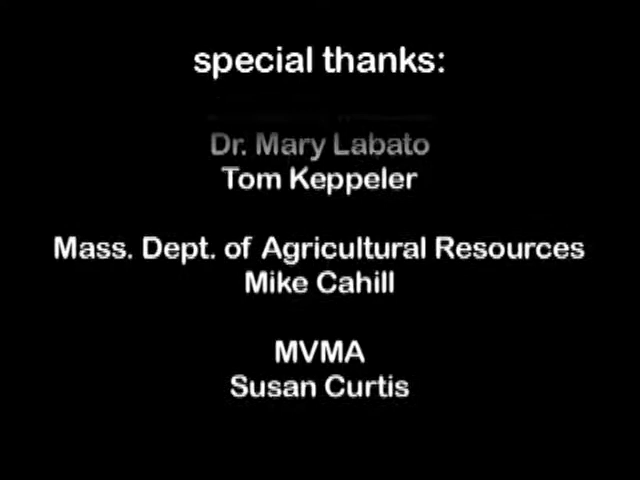 special thanks:
Dr. Mary Labato
Tom Keppeler
Mass. Dept. of Agricultural Resources
Mike Cahill
MVMA
Susan Curtis